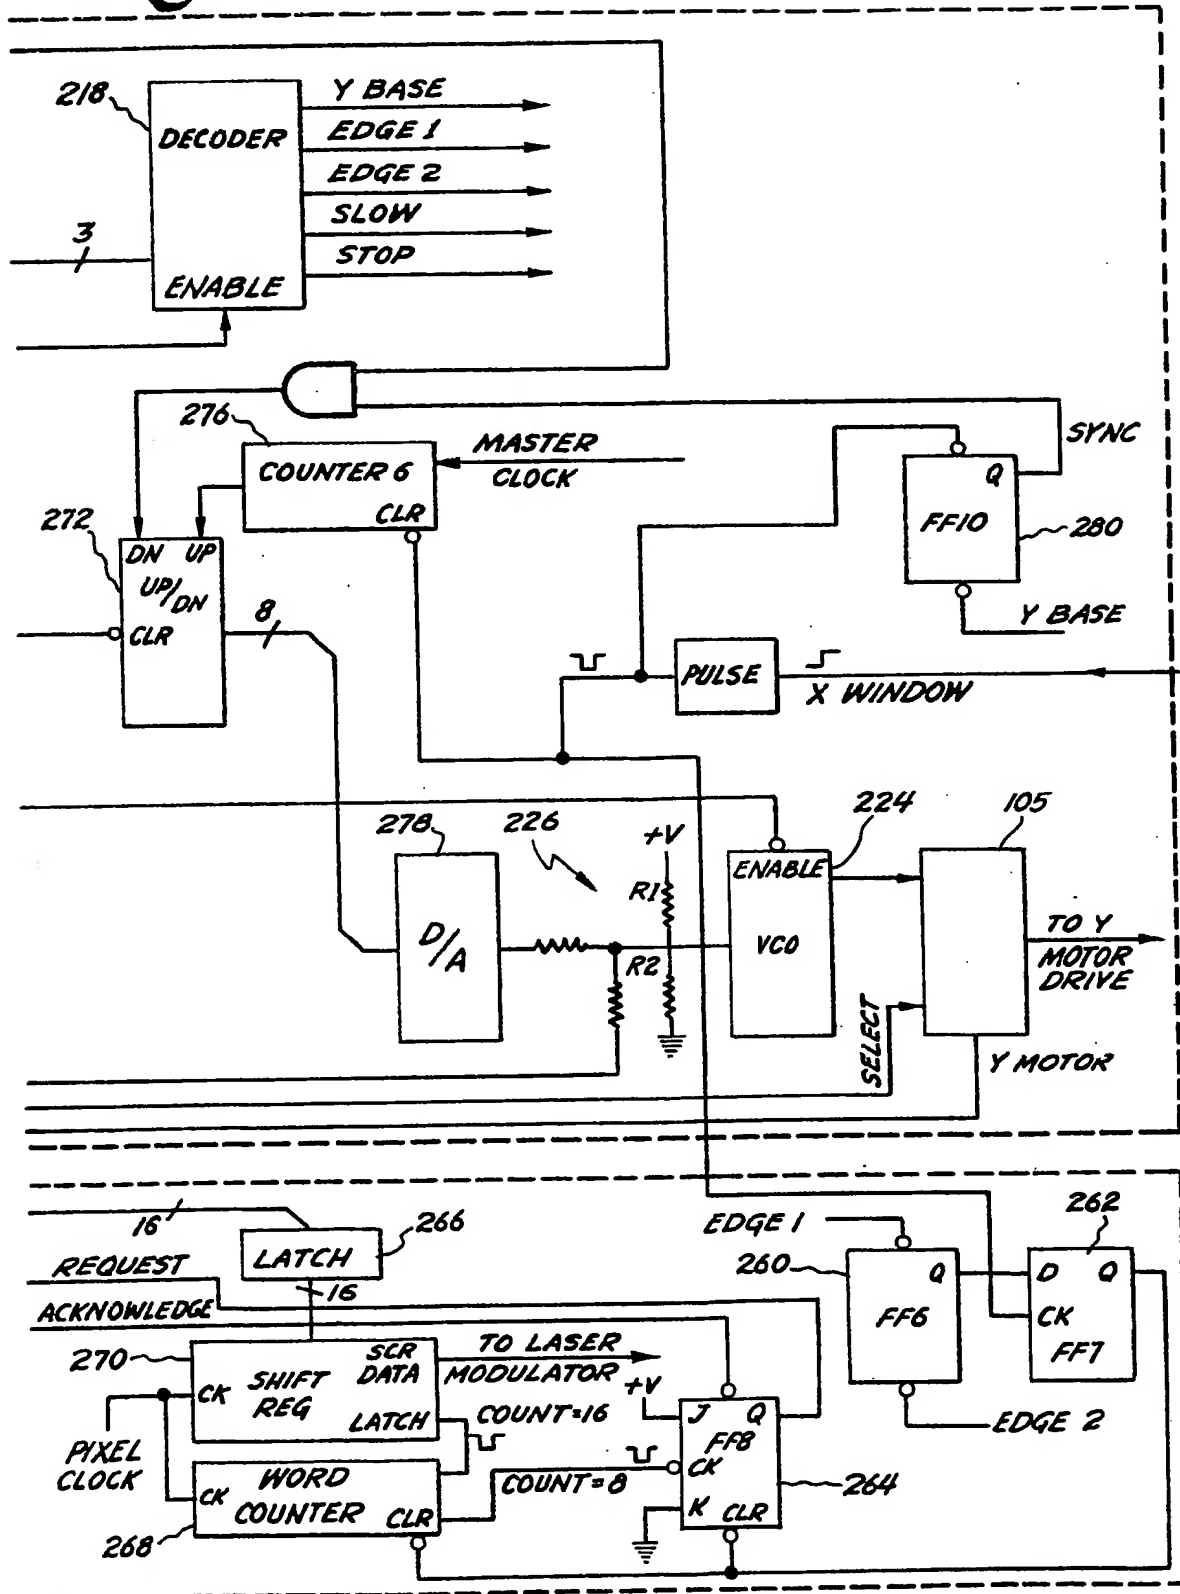 218
DECODER
ENABLE
Y BASE
EDGE 1
EDGE 2
SLOW
STOP
3
276
COUNTER 6
CLR
MASTER
CLOCK
SYNC
Q
FF10
280
Y BASE
272
DN UP
UP/DN
CLR
8
PULSE
X WINDOW
278
D/A
226
+V
R1
R2
224
ENABLE
VCO
105
TO Y
MOTOR
DRIVE
SELECT
Y MOTOR
16
LATCH
266
16
REQUEST
ACKNOWLEDGE
270
SCR
DATA
SHIFT
REG
CK
LATCH
TO LASER
MODULATOR
PIXEL
CLOCK
COUNT=16
WORD
COUNTER
CK
CLR
268
COUNT=8
+V
J Q
FF8
CK
K CLR
264
EDGE 1
260
Q
FF6
EDGE 2
262
D Q
CK
FF7